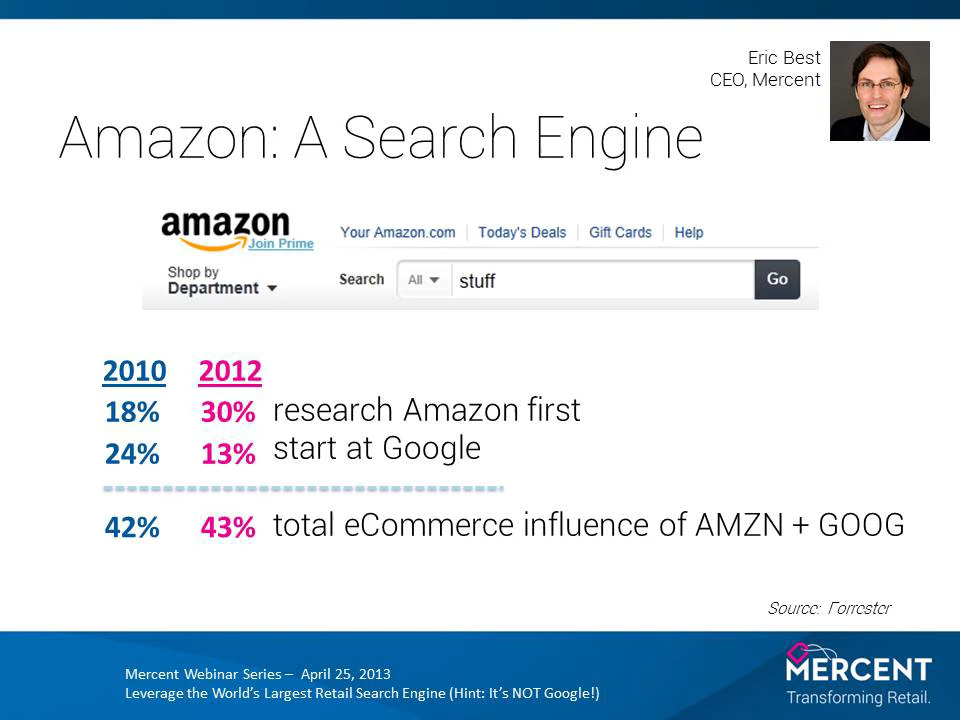 Eric Best
CEO, Mercent
Amazon: A Search Engine
amazon
Join Prime
Your Amazon.com Today's Deals Gift Cards Help
Shop by
Department
Search All stuff Go
2010 2012
18% 30% research Amazon first
24% 13% start at Google
42% 43% total eCommerce influence of AMZN + GOOG
Source: Forrester
Mercent Webinar Series – April 25, 2013
Leverage the World's Largest Retail Search Engine (Hint: It's NOT Google!)
MERCENT
Transforming Retail.